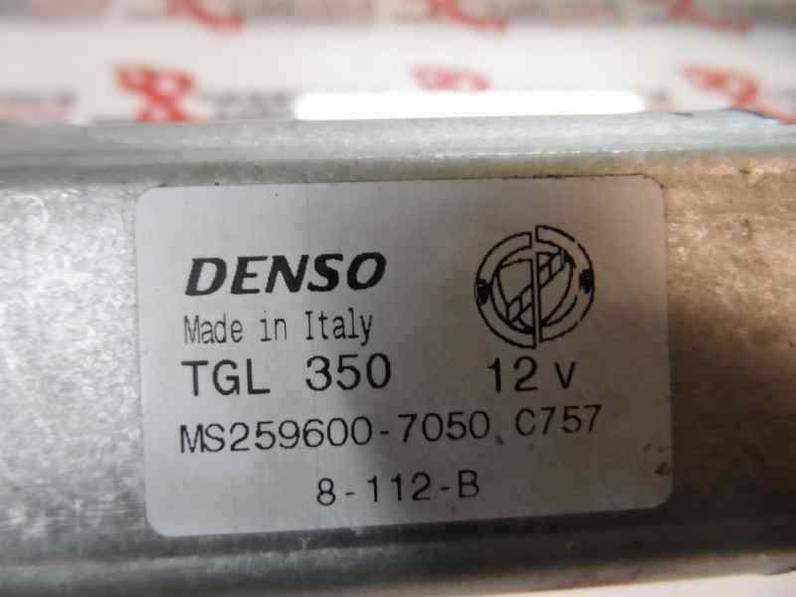 DENSO
Made in Italy
TGL 350 12 V
MS259600-7050 C757
8-112-B